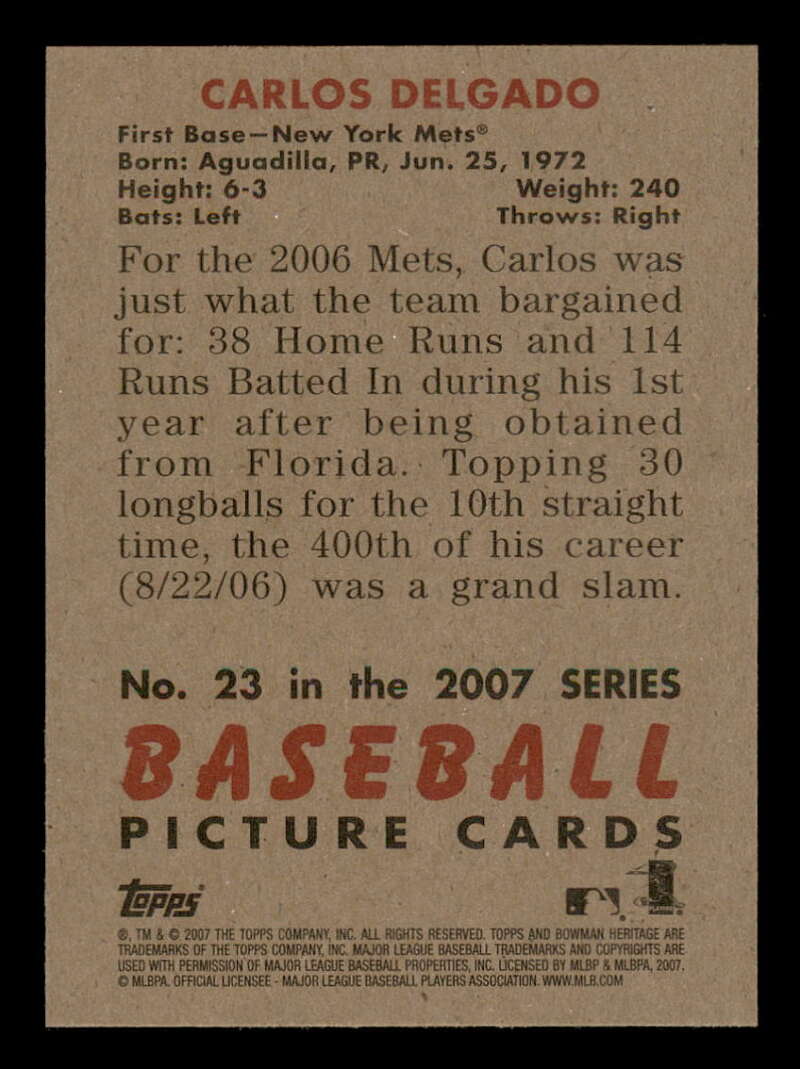 CARLOS DELGADO
First Base—New York Mets®
Born: Aguadilla, PR, Jun. 25, 1972
Height: 6-3 Weight: 240
Bats: Left Throws: Right
For the 2006 Mets, Carlos was
just what the team bargained
for: 38 Home Runs and 114
Runs Batted In during his 1st
year after being obtained
from Florida. Topping 30
longballs for the 10th straight
time, the 400th of his career
(8/22/06) was a grand slam.
No. 23 in the 2007 SERIES
BASEBALL
PICTURE CARDS
Topps
®, TM & © 2007 THE TOPPS COMPANY, INC. ALL RIGHTS RESERVED. TOPPS AND BOWMAN HERITAGE ARE
TRADEMARKS OF THE TOPPS COMPANY, INC. MAJOR LEAGUE BASEBALL TRADEMARKS AND COPYRIGHTS ARE
USED WITH PERMISSION OF MAJOR LEAGUE BASEBALL PROPERTIES, INC. LICENSED BY MLBP & MLBPA, 2007.
© MLBPA. OFFICIAL LICENSEE - MAJOR LEAGUE BASEBALL PLAYERS ASSOCIATION. WWW.MLB.COM